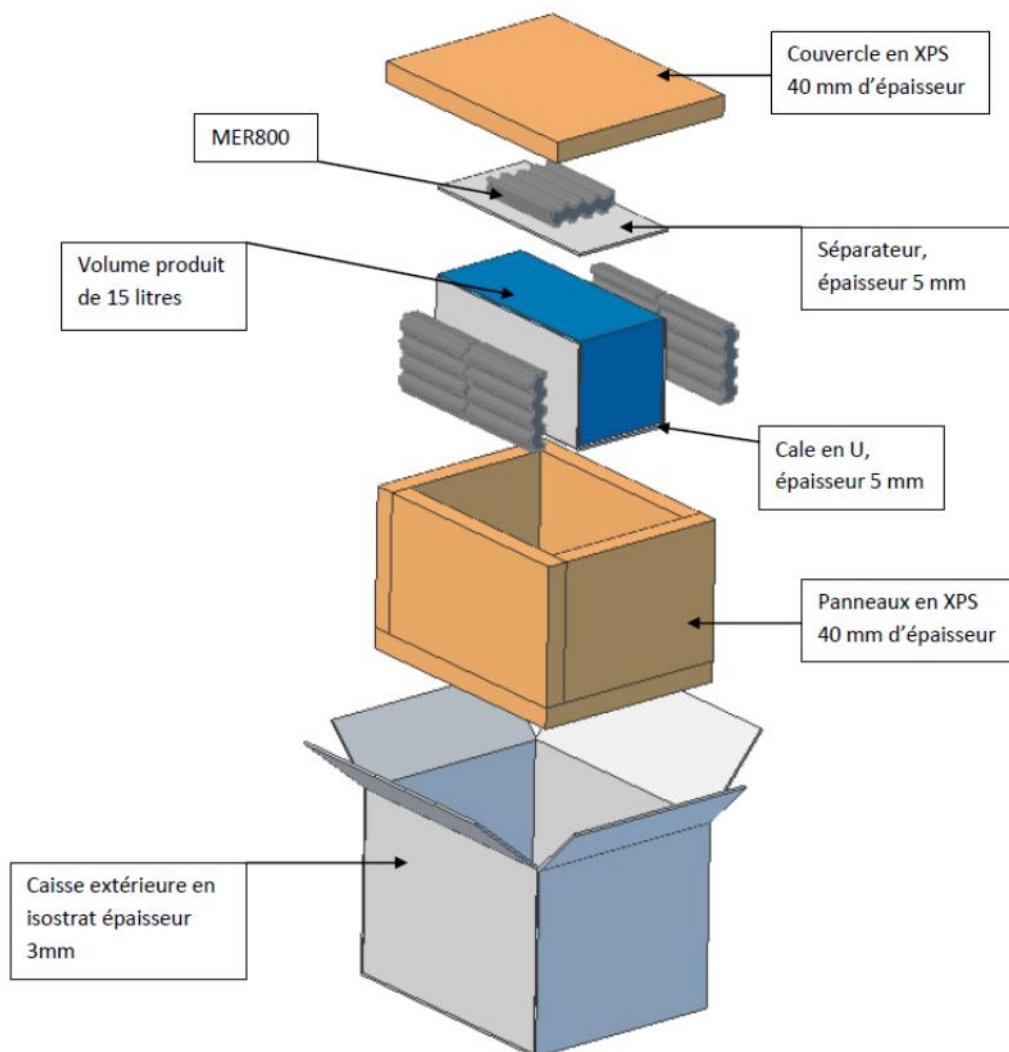 Couvercle en XPS
40 mm d'épaisseur
MER800
Volume produit
de 15 litres
Séparateur,
épaisseur 5 mm
Cale en U,
épaisseur 5 mm
Panneaux en XPS
40 mm d'épaisseur
Caisse extérieure en
isostrat épaisseur
3mm